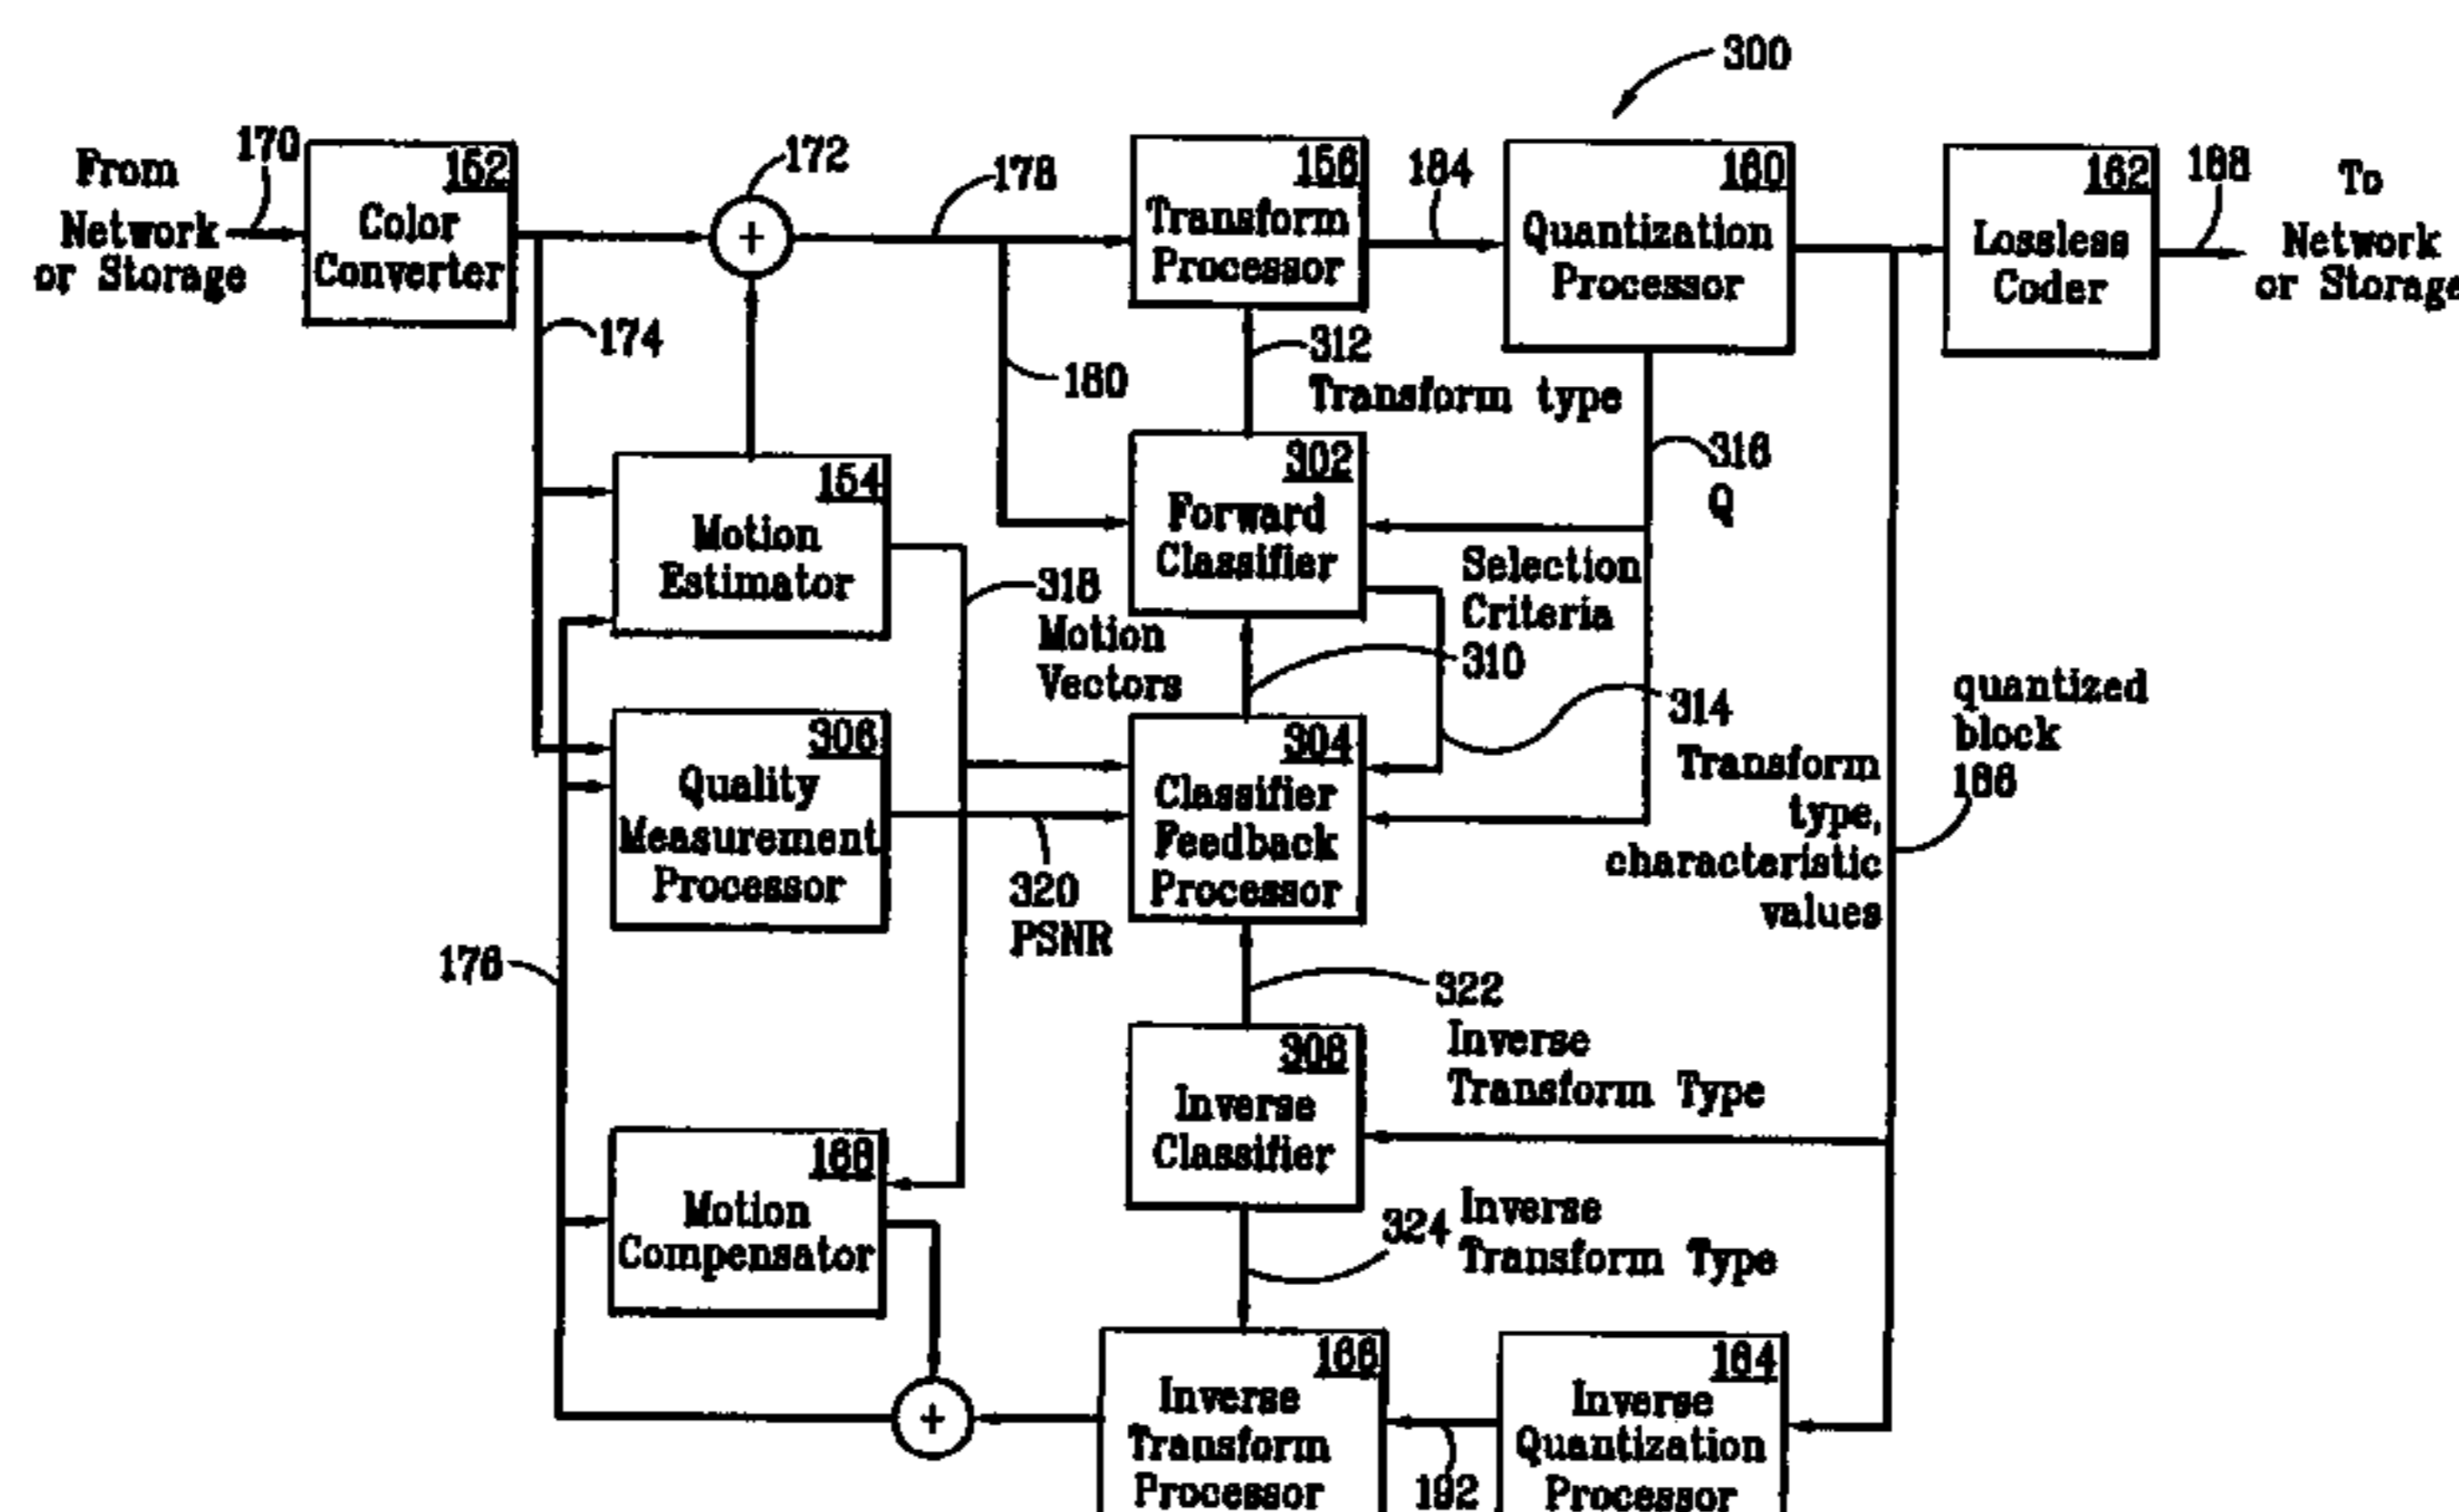 300
From
Network
or Storage
170
152
Color
Converter
172
178
156
Transform
Processor
184
160
Quantization
Processor
162
Lossless
Coder
188
To
Network
or Storage
174
180
312
Transform type
154
Motion
Estimator
302
Forward
Classifier
316
Q
318
Motion
Vectors
Selection
Criteria
310
314
Transform
type,
characteristic
values
quantized
block
186
306
Quality
Measurement
Processor
304
Classifier
Feedback
Processor
320
PSNR
176
322
Inverse
Transform Type
308
Inverse
Classifier
168
Motion
Compensator
324
Inverse
Transform Type
+
+
166
Inverse
Transform
Processor
192
164
Inverse
Quantization
Processor